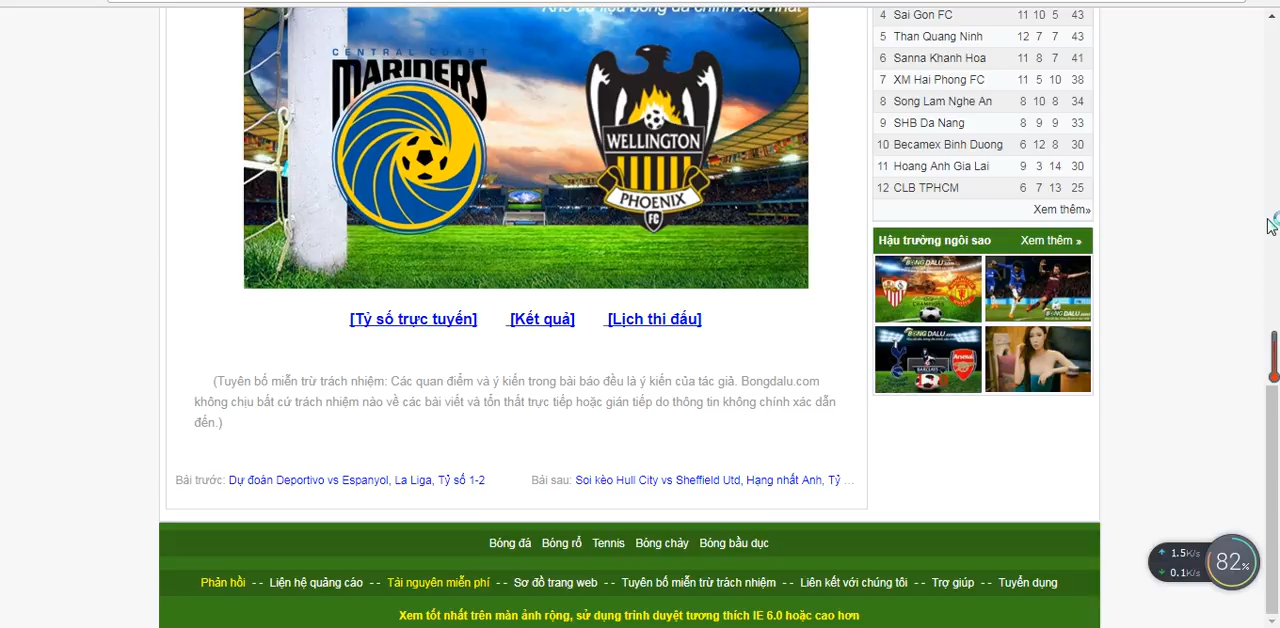 Kho dữ liệu bóng đá chính xác nhất
CENTRAL COAST
MARINERS
WELLINGTON
PHOENIX
FC
[Tỷ số trực tuyến] [Kết quả] [Lịch thi đấu]
(Tuyên bố miễn trừ trách nhiệm: Các quan điểm và ý kiến trong bài báo đều là ý kiến của tác giả. Bongdalu.com
không chịu bất cứ trách nhiệm nào về các bài viết và tổn thất trực tiếp hoặc gián tiếp do thông tin không chính xác dẫn
đến.)
Bài trước: Dự đoán Deportivo vs Espanyol, La Liga, Tỷ số 1-2 Bài sau: Soi kèo Hull City vs Sheffield Utd, Hạng nhất Anh, Tỷ ...
4 Sai Gon FC 11 10 5 43
5 Than Quang Ninh 12 7 7 43
6 Sanna Khanh Hoa 11 8 7 41
7 XM Hai Phong FC 11 5 10 38
8 Song Lam Nghe An 8 10 8 34
9 SHB Da Nang 8 9 9 33
10 Becamex Binh Duong 6 12 8 30
11 Hoang Anh Gia Lai 9 3 14 30
12 CLB TPHCM 6 7 13 25
Xem thêm»
Hậu trường ngôi sao Xem thêm »
Bóng đá Bóng rổ Tennis Bóng chày Bóng bầu dục
Phản hồi - - Liên hệ quảng cáo - - Tài nguyên miễn phí - - Sơ đồ trang web - - Tuyên bố miễn trừ trách nhiệm - - Liên kết với chúng tôi - - Trợ giúp - - Tuyển dụng
Xem tốt nhất trên màn ảnh rộng, sử dụng trình duyệt tương thích IE 6.0 hoặc cao hơn
1.5K/s
0.1K/s
82%